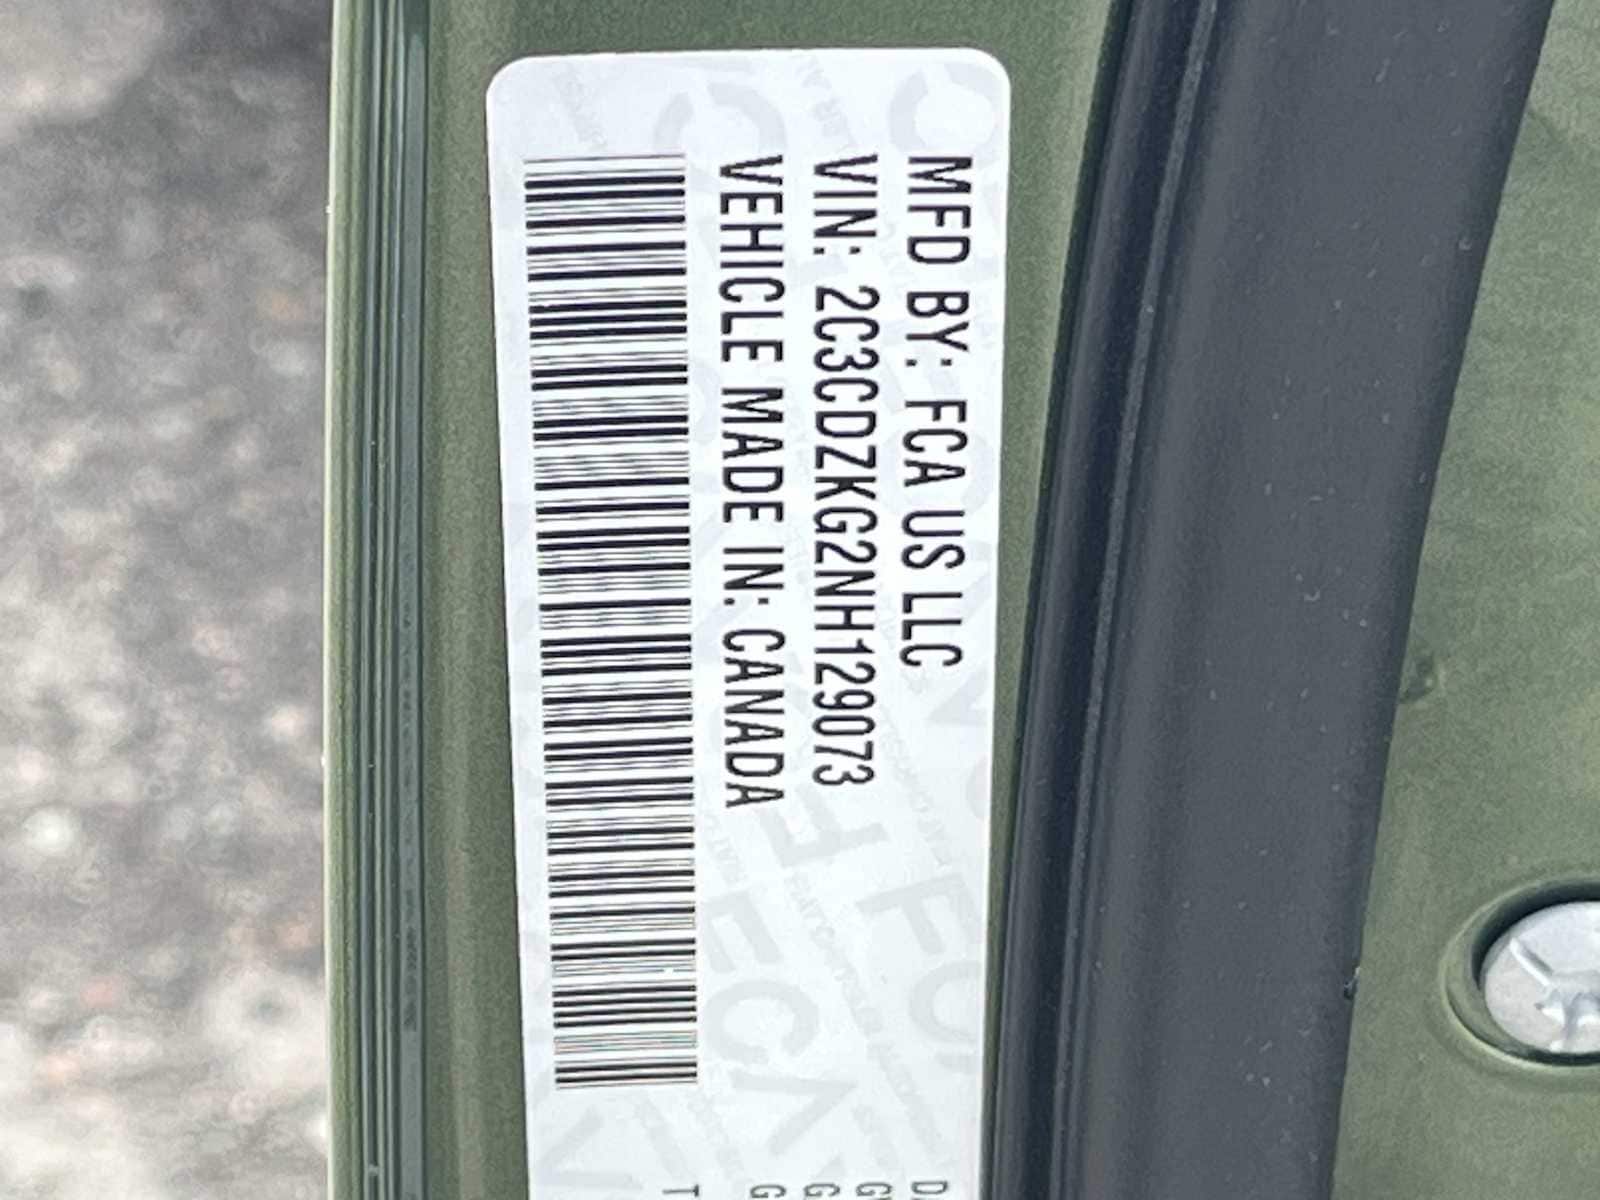 MFD BY: FCA US LLC
VIN: 2C3CDZKG2NH129073
VEHICLE MADE IN: CANADA